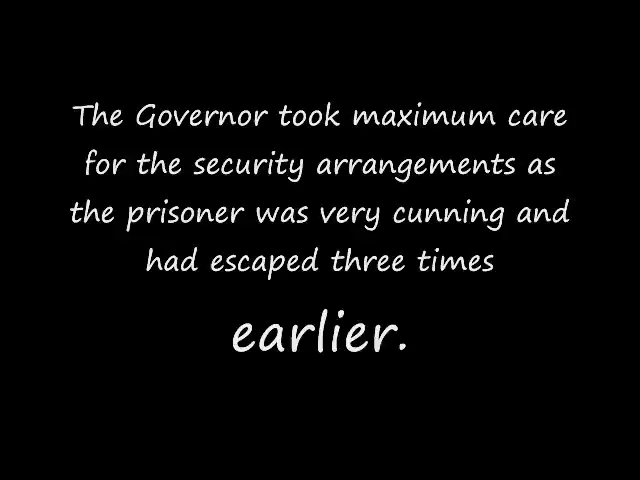 The Governor took maximum care
for the security arrangements as
the prisoner was very cunning and
had escaped three times
earlier.